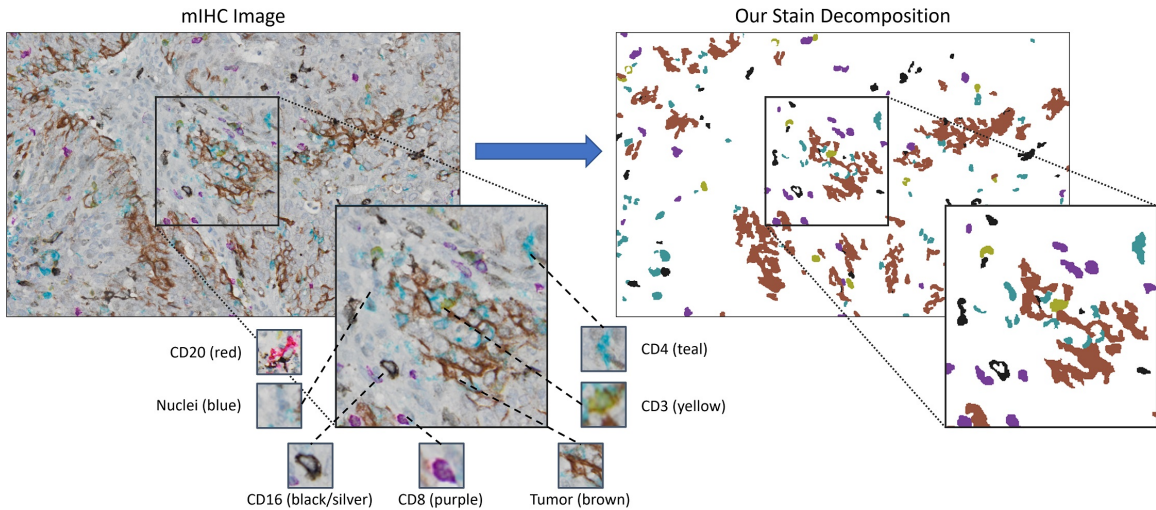 mIHC Image
Our Stain Decomposition
CD20 (red)
CD4 (teal)
Nuclei (blue)
CD3 (yellow)
CD16 (black/silver)
CD8 (purple)
Tumor (brown)